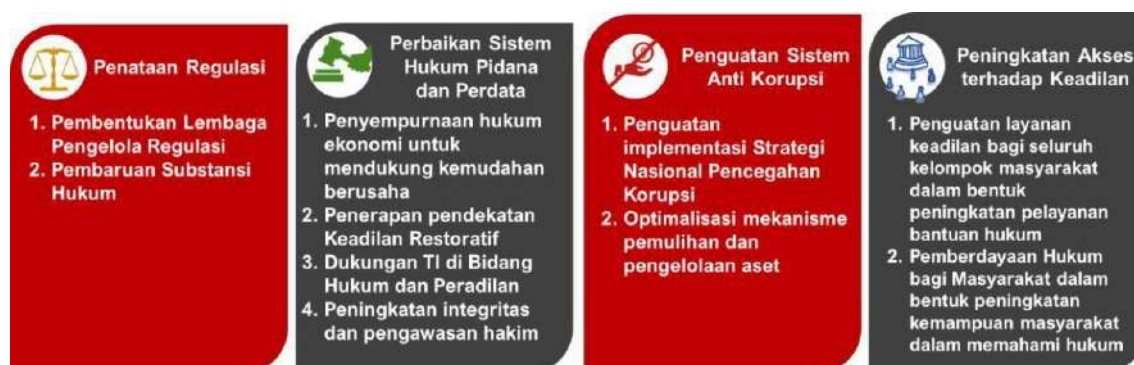 Penataan Regulasi
1. Pembentukan Lembaga
Pengelola Regulasi
2. Pembaruan Substansi
Hukum
Perbaikan Sistem
Hukum Pidana
dan Perdata
1. Penyempurnaan hukum
ekonomi untuk
mendukung kemudahan
berusaha
2. Penerapan pendekatan
Keadilan Restoratif
3. Dukungan TI di Bidang
Hukum dan Peradilan
4. Peningkatan integritas
dan pengawasan hakim
Penguatan Sistem
Anti Korupsi
1. Penguatan
implementasi Strategi
Nasional Pencegahan
Korupsi
2. Optimalisasi mekanisme
pemulihan dan
pengelolaan aset
Peningkatan Akses
terhadap Keadilan
1. Penguatan layanan
keadilan bagi seluruh
kelompok masyarakat
dalam bentuk
peningkatan pelayanan
bantuan hukum
2. Pemberdayaan Hukum
bagi Masyarakat dalam
bentuk peningkatan
kemampuan masyarakat
dalam memahami hukum